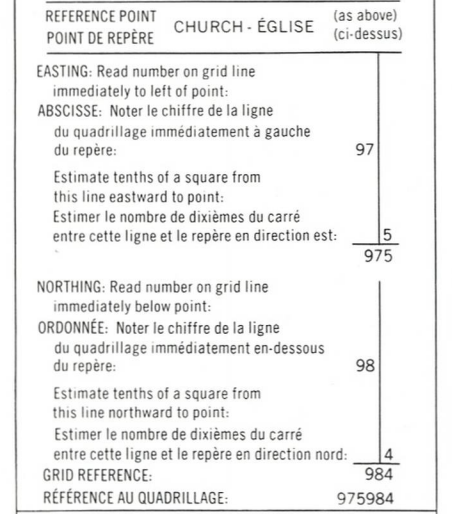 REFERENCE POINT CHURCH - ÉGLISE (as above)
POINT DE REPÈRE (ci-dessus)
EASTING: Read number on grid line
immediately to left of point:
ABSCISSE: Noter le chiffre de la ligne
du quadrillage immédiatement à gauche
du repère: 97
Estimate tenths of a square from
this line eastward to point:
Estimer le nombre de dixièmes du carré
entre cette ligne et le repère en direction est: 5
975
NORTHING: Read number on grid line
immediately below point:
ORDONNÉE: Noter le chiffre de la ligne
du quadrillage immédiatement en-dessous
du repère: 98
Estimate tenths of a square from
this line northward to point:
Estimer le nombre de dixièmes du carré
entre cette ligne et le repère en direction nord: 4
GRID REFERENCE: 984
RÉFÉRENCE AU QUADRILLAGE: 975984